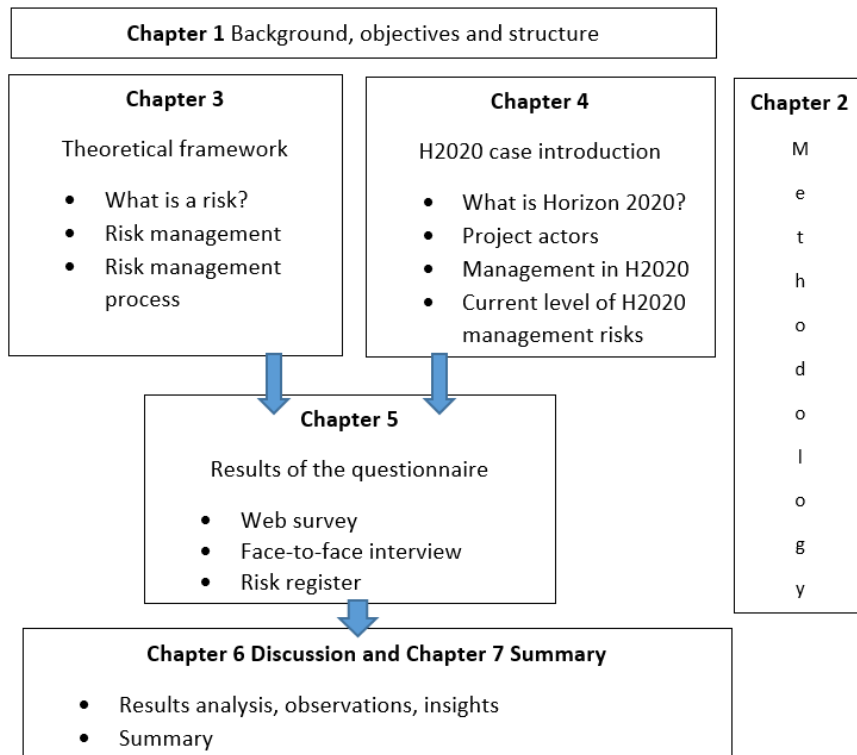 Chapter 1 Background, objectives and structure
Chapter 3
Theoretical framework
• What is a risk?
• Risk management
• Risk management
process
Chapter 4
H2020 case introduction
• What is Horizon 2020?
• Project actors
• Management in H2020
• Current level of H2020
management risks
Chapter 2
M
e
t
h
o
d
o
l
o
g
y
Chapter 5
Results of the questionnaire
• Web survey
• Face-to-face interview
• Risk register
Chapter 6 Discussion and Chapter 7 Summary
• Results analysis, observations, insights
• Summary